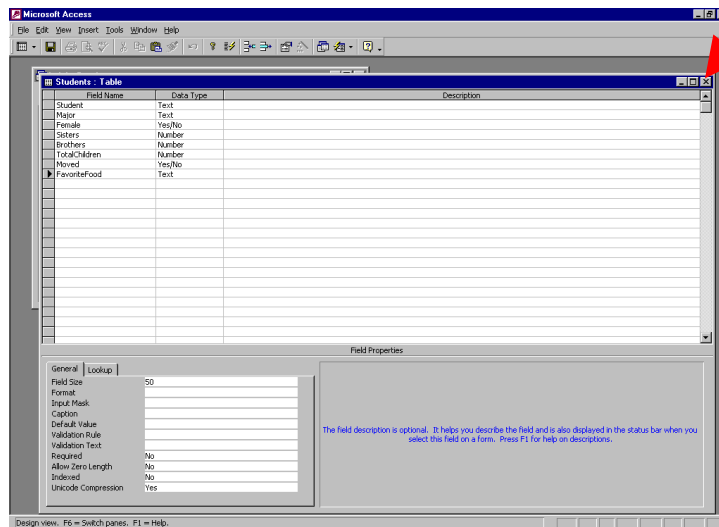 Microsoft Access
File Edit View Insert Tools Window Help
Students : Table
Field Name Data Type Description
Student Text
Major Text
Female Yes/No
Sisters Number
Brothers Number
TotalChildren Number
Moved Yes/No
FavoriteFood Text
Field Properties
General Lookup
Field Size 50
Format
Input Mask
Caption
Default Value
Validation Rule
Validation Text
Required No
Allow Zero Length No
Indexed No
Unicode Compression Yes
The field description is optional. It helps you describe the field and is also displayed in the status bar when you
select this field on a form. Press F1 for help on descriptions.
Design view. F6 = Switch panes. F1 = Help.